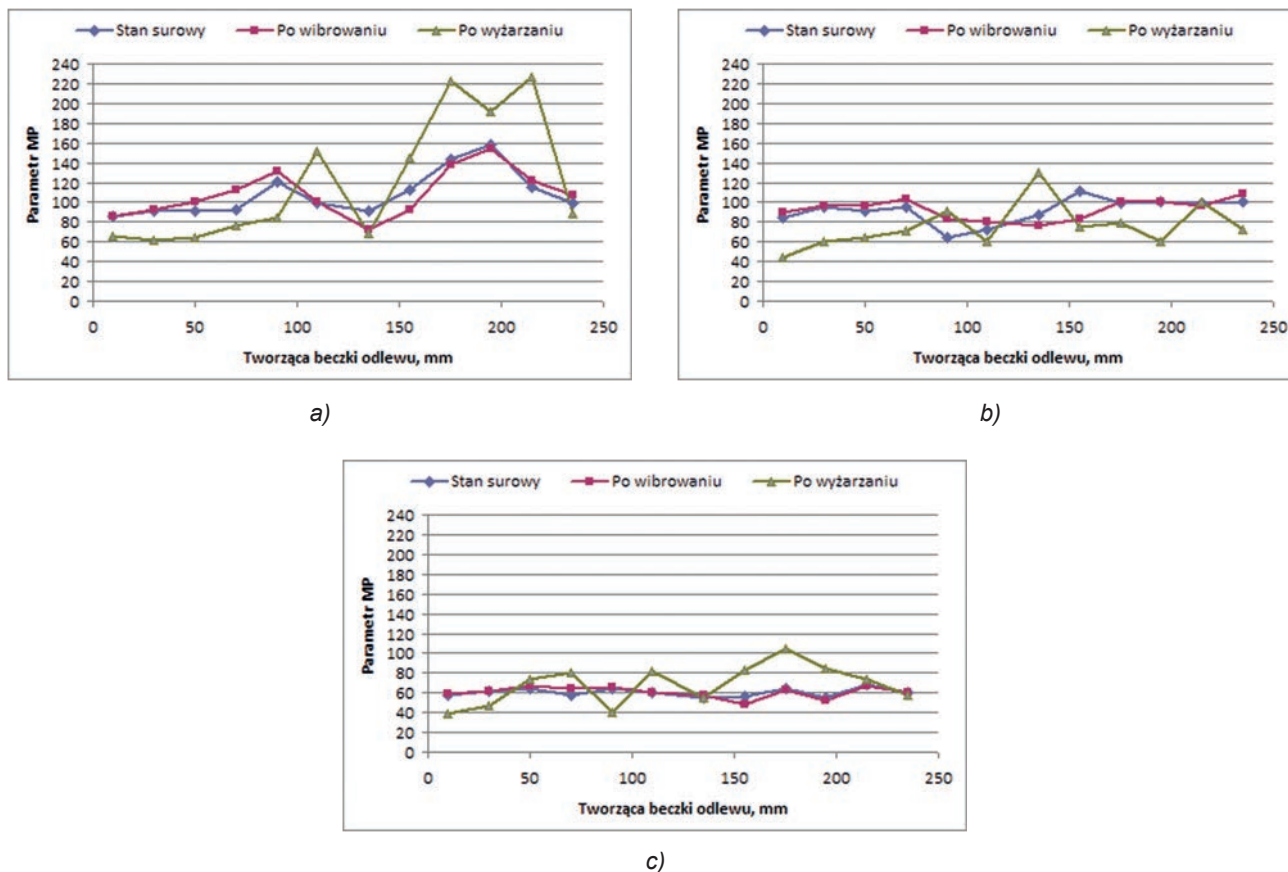 Stan surowy Po wibrowaniu Po wyżarzaniu
Parametr MP
240
220
200
180
160
140
120
100
80
60
40
20
0
0 50 100 150 200 250
Tworząca beczki odlewu, mm
a)
Stan surowy Po wibrowaniu Po wyżarzaniu
Parametr MP
240
220
200
180
160
140
120
100
80
60
40
20
0
0 50 100 150 200 250
Tworząca beczki odlewu, mm
b)
Stan surowy Po wibrowaniu Po wyżarzaniu
Parametr MP
240
220
200
180
160
140
120
100
80
60
40
20
0
0 50 100 150 200 250
Tworząca beczki odlewu, mm
c)